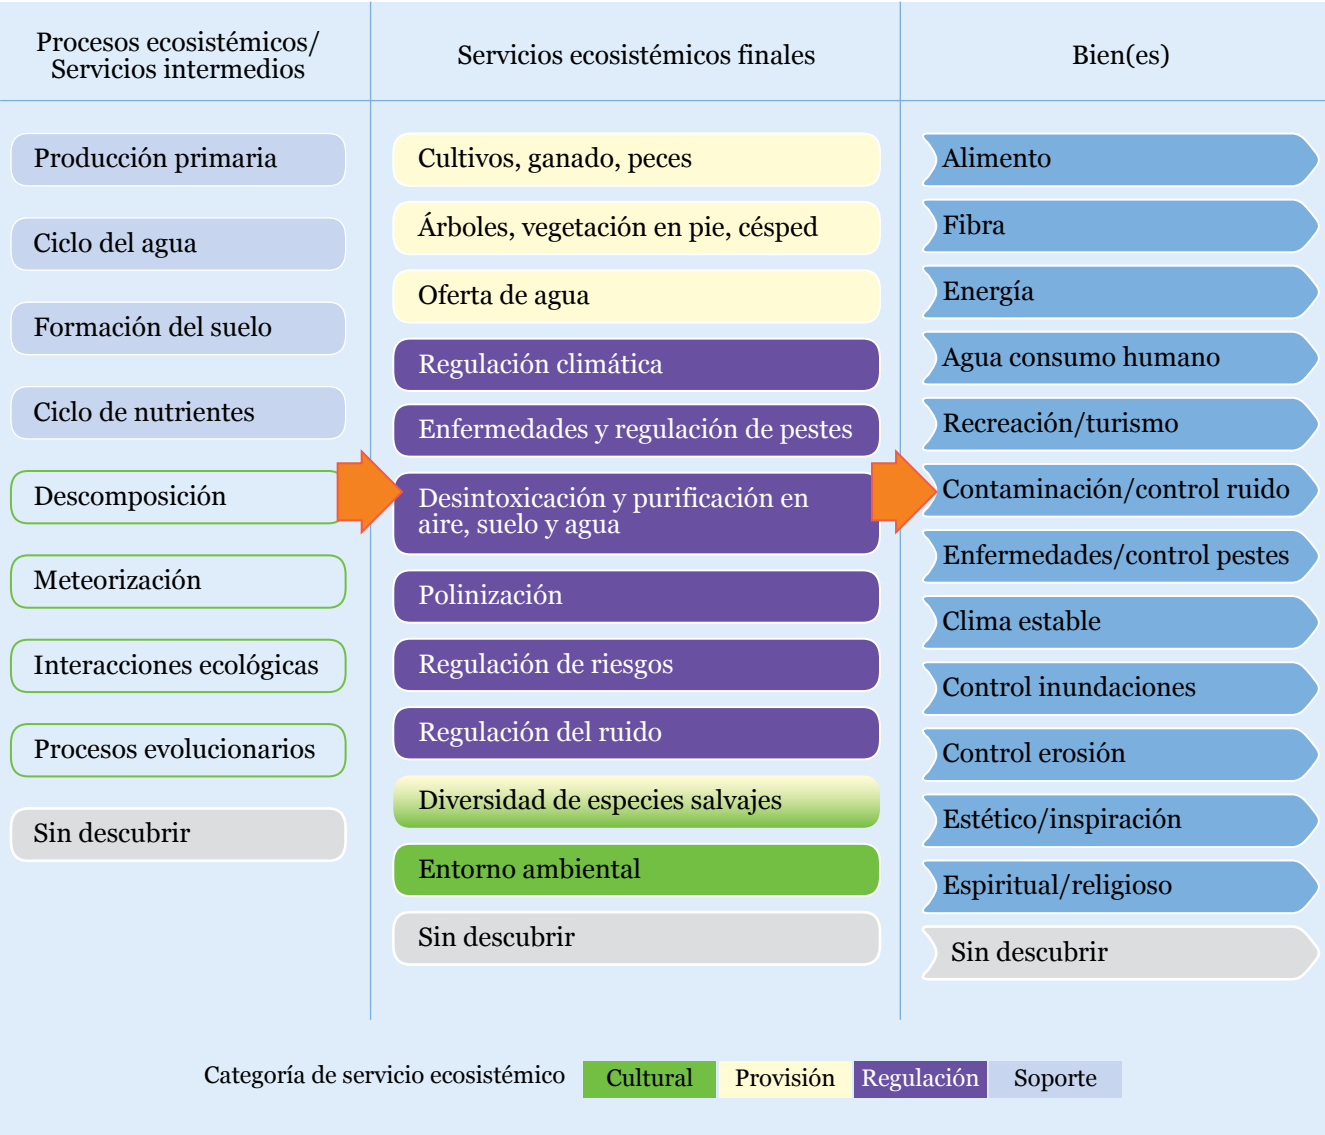 Procesos ecosistémicos/
Servicios intermedios
Servicios ecosistémicos finales
Bien(es)
Producción primaria
Ciclo del agua
Formación del suelo
Ciclo de nutrientes
Descomposición
Meteorización
Interacciones ecológicas
Procesos evolucionarios
Sin descubrir
Cultivos, ganado, peces
Árboles, vegetación en pie, césped
Oferta de agua
Regulación climática
Enfermedades y regulación de pestes
Desintoxicación y purificación en
aire, suelo y agua
Polinización
Regulación de riesgos
Regulación del ruido
Diversidad de especies salvajes
Entorno ambiental
Sin descubrir
Alimento
Fibra
Energía
Agua consumo humano
Recreación/turismo
Contaminación/control ruido
Enfermedades/control pestes
Clima estable
Control inundaciones
Control erosión
Estético/inspiración
Espiritual/religioso
Sin descubrir
Categoría de servicio ecosistémico
Cultural
Provisión
Regulación
Soporte